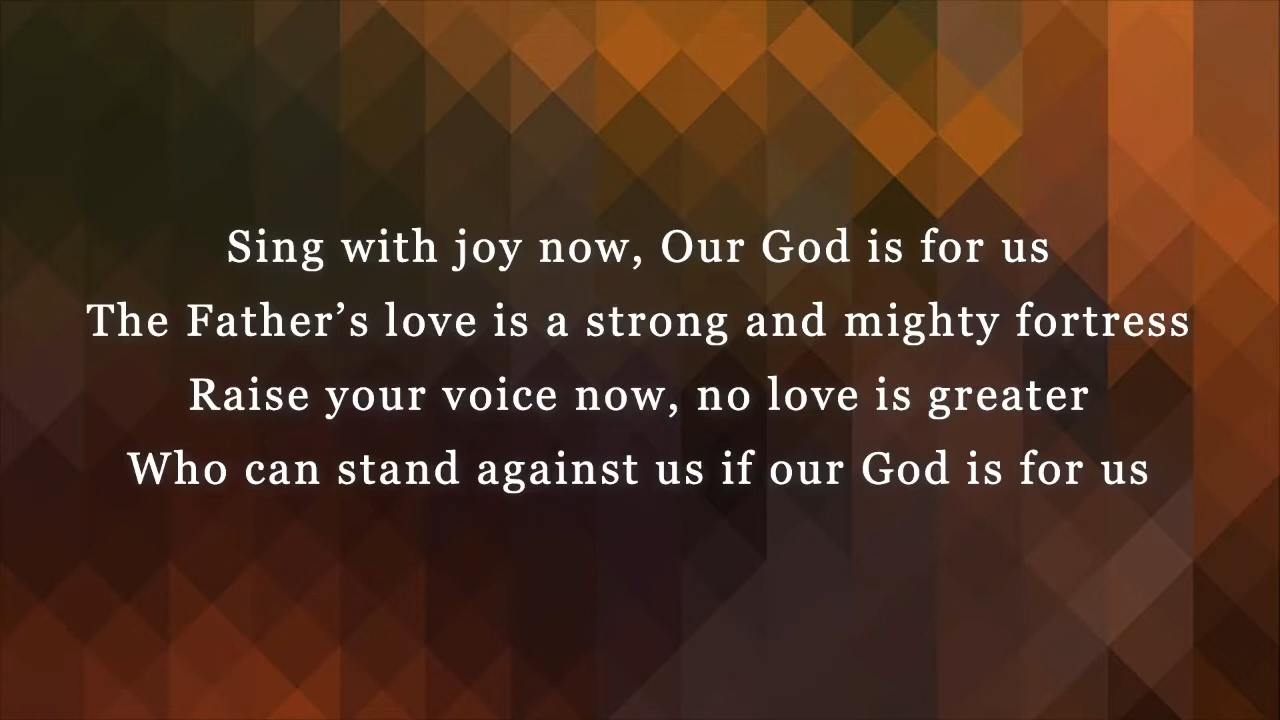 Sing with joy now, Our God is for us
The Father’s love is a strong and mighty fortress
Raise your voice now, no love is greater
Who can stand against us if our God is for us